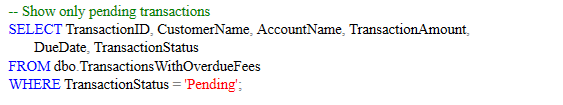 -- Show only pending transactions
SELECT TransactionID, CustomerName, AccountName, TransactionAmount,
DueDate, TransactionStatus
FROM dbo.TransactionsWithOverdueFees
WHERE TransactionStatus = 'Pending';